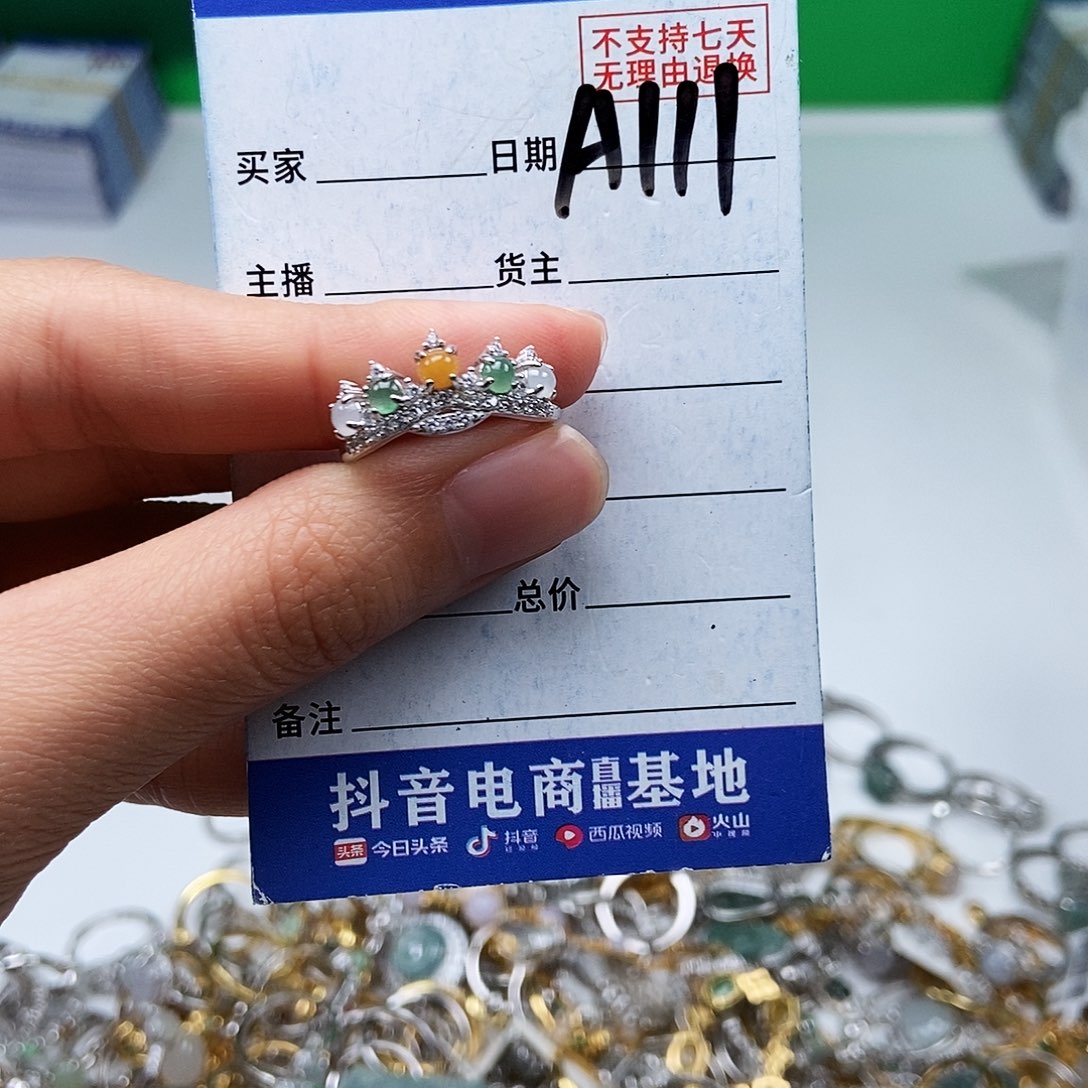 不支持七天
无理由退换
买家 日期 A111
主播 货主
总价
备注
抖音电商直播基地
头条 今日头条 抖音 西瓜视频 火山